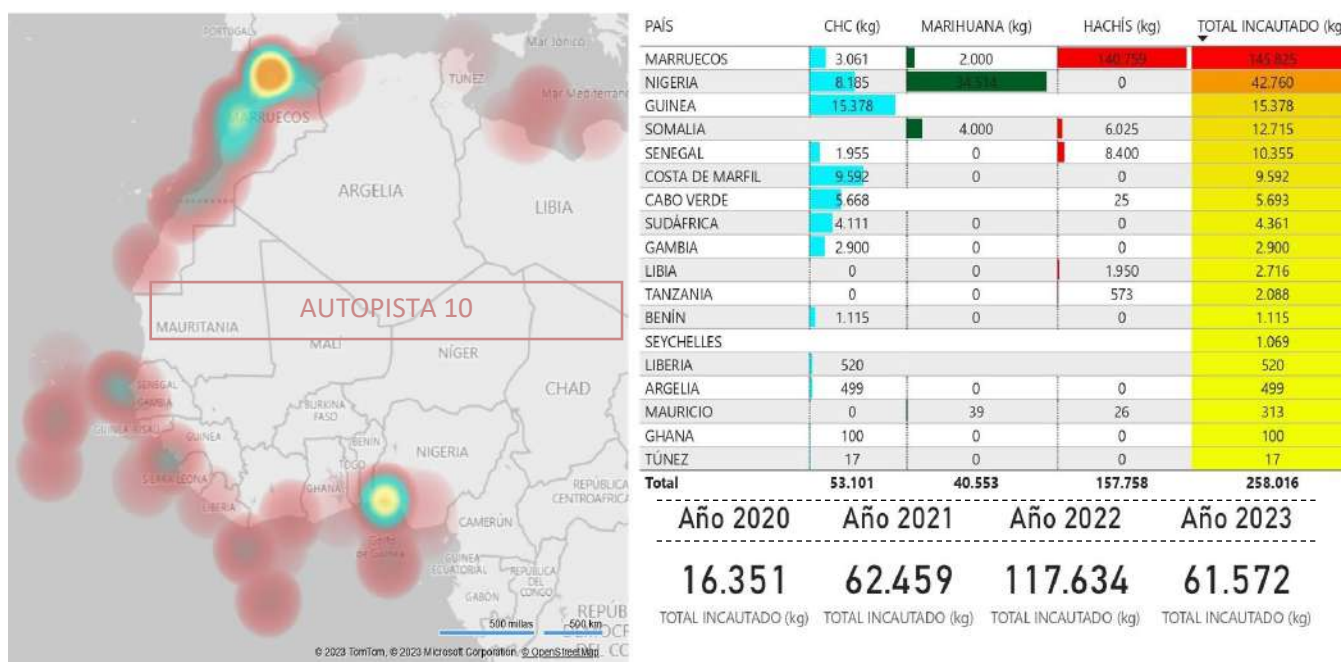 PORTUGALS
Mar Jónico
TÚNEZ
Mar Mediterráneo
MARRUECOS
ARGELIA
LIBIA
AUTOPISTA 10
MAURITANIA
MALÍ
NÍGER
CHAD
SENEGAL
GAMBIA
BURKINA
FASO
GUINEA-BISÁU
GUINEA
BENÍN
NIGERIA
TOGO
SIERRA LEONA
GHANA
REPÚBLICA
CENTROAFRICA
LIBERIA
CAMERÚN
Golfo
de Guinea
GUINEA
ECUATORIAL
REPÚBLICA
DEL
CONGO
GABÓN
REPÚB
DEMOCR
DEL CO
500 millas 500 km
© 2023 TomTom, © 2023 Microsoft Corporation, © OpenStreetMap
PAÍS CHC (kg) MARIHUANA (kg) HACHÍS (kg) TOTAL INCAUTADO (kg
MARRUECOS 3.061 2.000 140.759 145.825
NIGERIA 8.185 34.514 0 42.760
GUINEA 15.378 15.378
SOMALIA 4.000 6.025 12.715
SENEGAL 1.955 0 8.400 10.355
COSTA DE MARFIL 9.592 0 0 9.592
CABO VERDE 5.668 25 5.693
SUDÁFRICA 4.111 0 0 4.361
GAMBIA 2.900 0 0 2.900
LIBIA 0 0 1.950 2.716
TANZANIA 0 0 573 2.088
BENÍN 1.115 0 0 1.115
SEYCHELLES 1.069
LIBERIA 520 520
ARGELIA 499 0 0 499
MAURICIO 0 39 26 313
GHANA 100 0 0 100
TÚNEZ 17 0 0 17
Total 53.101 40.553 157.758 258.016
Año 2020 Año 2021 Año 2022 Año 2023
16.351 62.459 117.634 61.572
TOTAL INCAUTADO (kg) TOTAL INCAUTADO (kg) TOTAL INCAUTADO (kg) TOTAL INCAUTADO (kg)